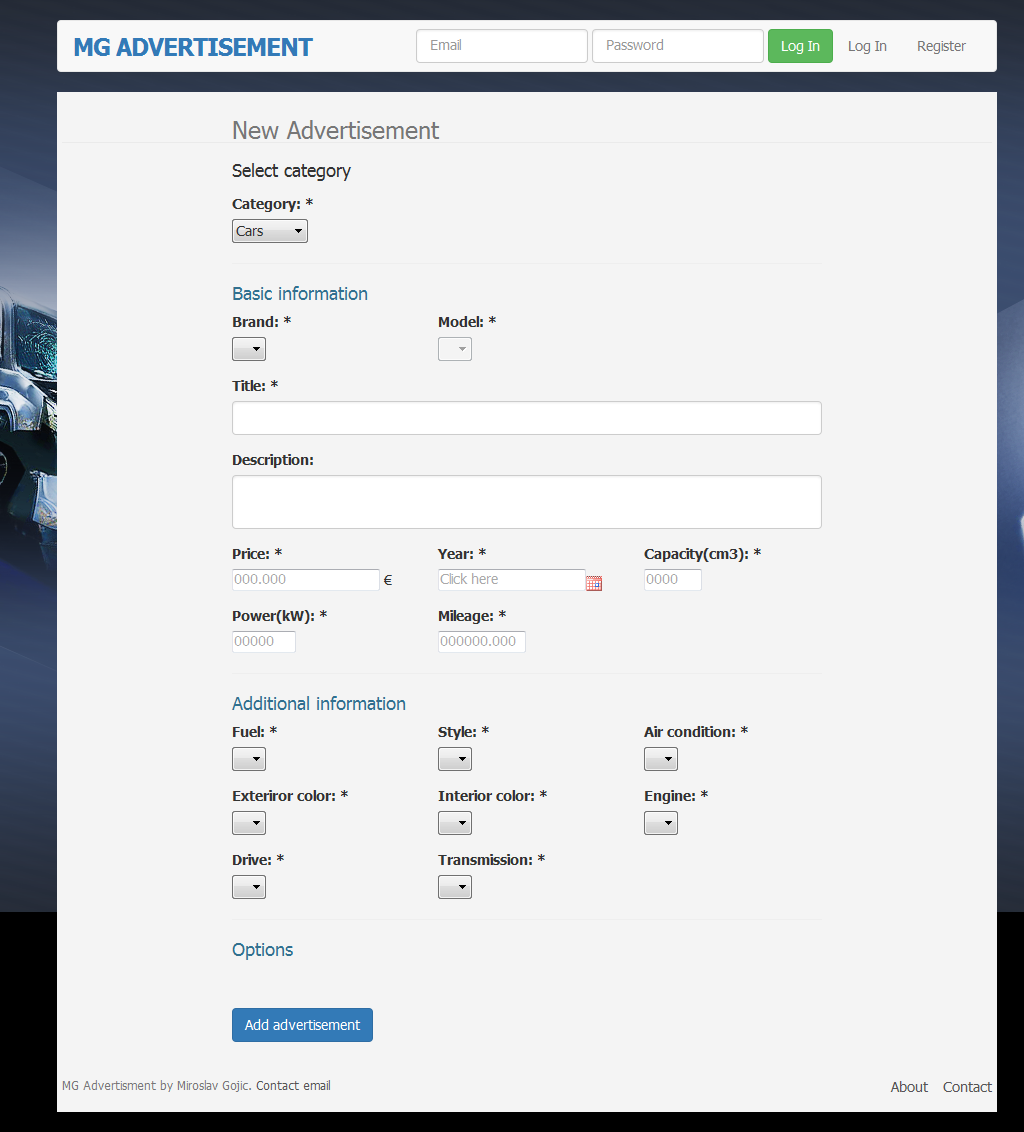 MG ADVERTISEMENT Email Password Log In Log In Register
New Advertisement
Select category
Category: *
Cars
Basic information
Brand: * Model: *
Title: *
Description:
Price: * Year: * Capacity(cm3): *
000.000 € Click here 0000
Power(kW): * Mileage: *
00000 000000.000
Additional information
Fuel: * Style: * Air condition: *
Exteriror color: * Interior color: * Engine: *
Drive: * Transmission: *
Options
Add advertisement
MG Advertisment by Miroslav Gojic. Contact email About Contact